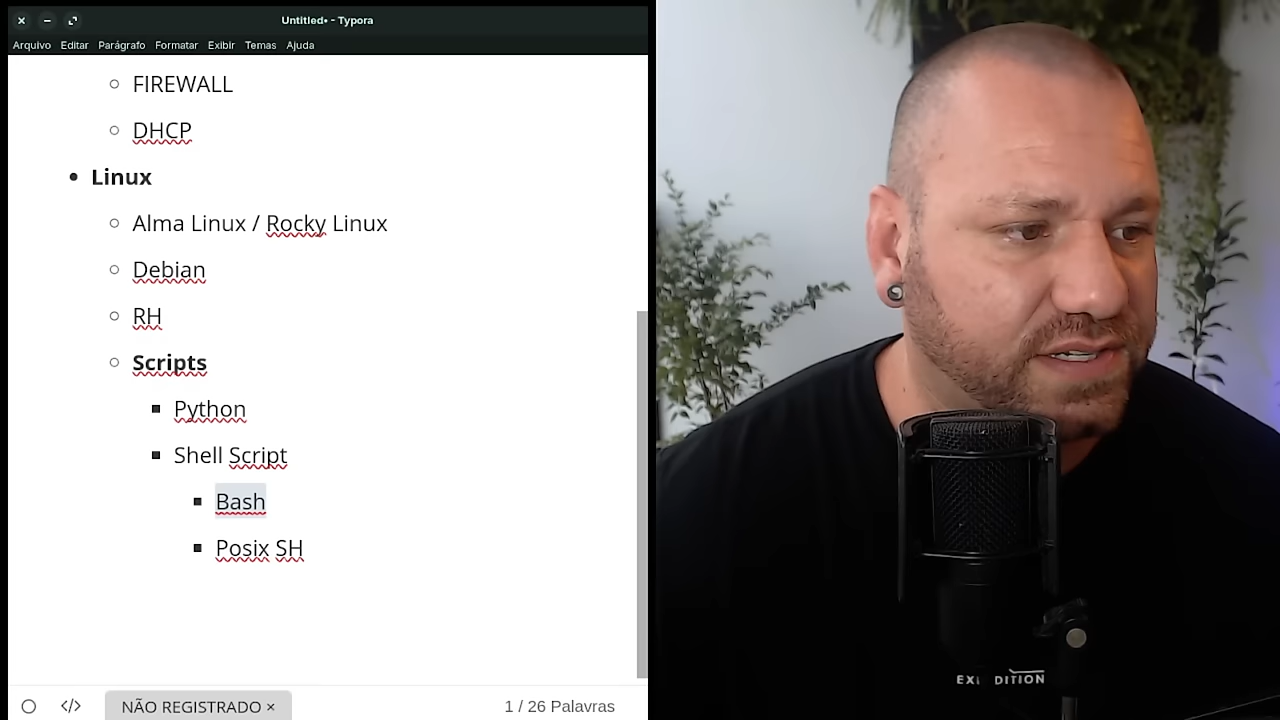 Untitled• - Typora
Arquivo Editar Parágrafo Formatar Exibir Temas Ajuda
FIREWALL
DHCP
Linux
Alma Linux / Rocky Linux
Debian
RH
Scripts
Python
Shell Script
Bash
Posix SH
NÃO REGISTRADO ×
1 / 26 Palavras